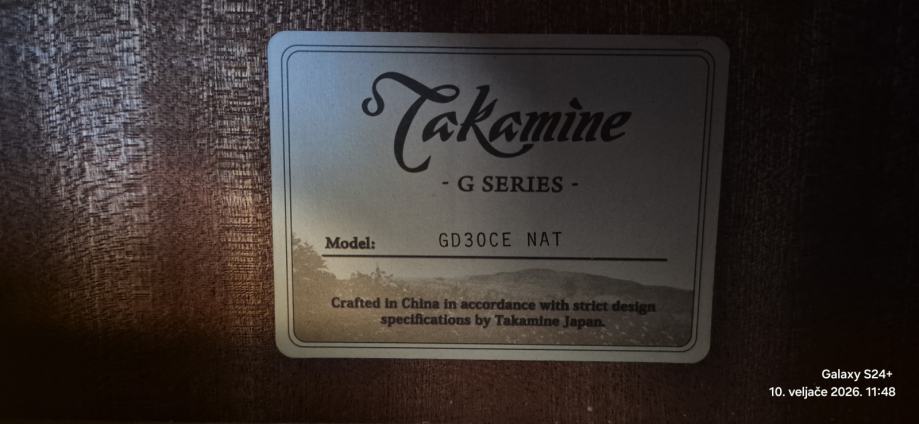 Takamine
- G SERIES -
Model: GD30CE NAT
Crafted in China in accordance with strict design
specifications by Takamine Japan.
Galaxy S24+
10. veljače 2026. 11:48